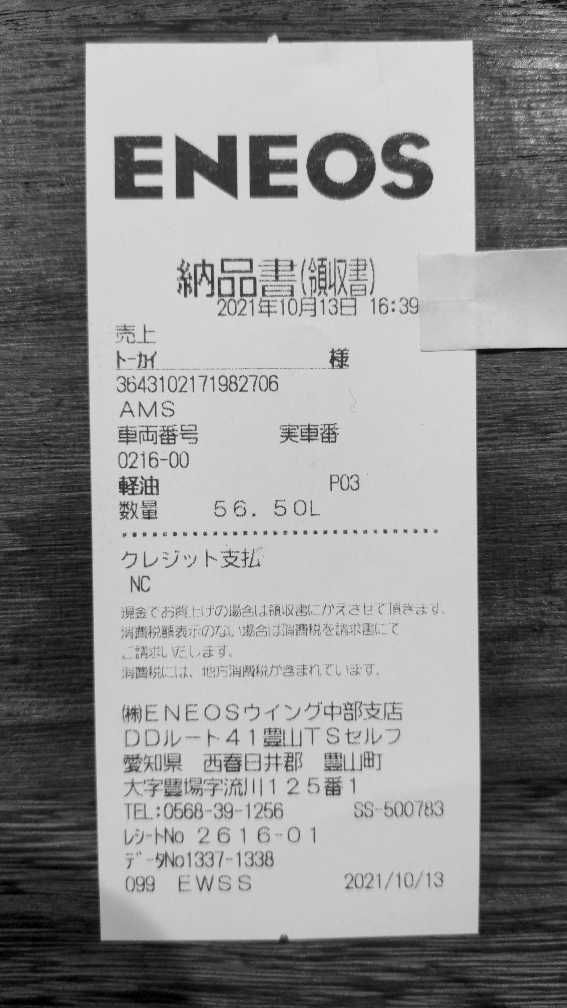 ENEOS
納品書(領収書)
2021年10月13日 16:39
売上
トーカイ 様
3643102171982706
AMS
車両番号 実車番
0216-00
軽油 P03
数量 56.50L
クレジット支払
NC
現金でお買上げの場合は領収書にかえさせて頂きます。
消費税額表示のない場合は消費税を請求書にて
ご請求いたします。
消費税には、地方消費税が含まれています。
㈱ENEOSウイング中部支店
DDルート41豊山TSセルフ
愛知県 西春日井郡 豊山町
大字豊場字流川125番1
TEL:0568-39-1256 SS-500783
レシートNo 2616-01
データNo1337-1338
099 EWSS 2021/10/13